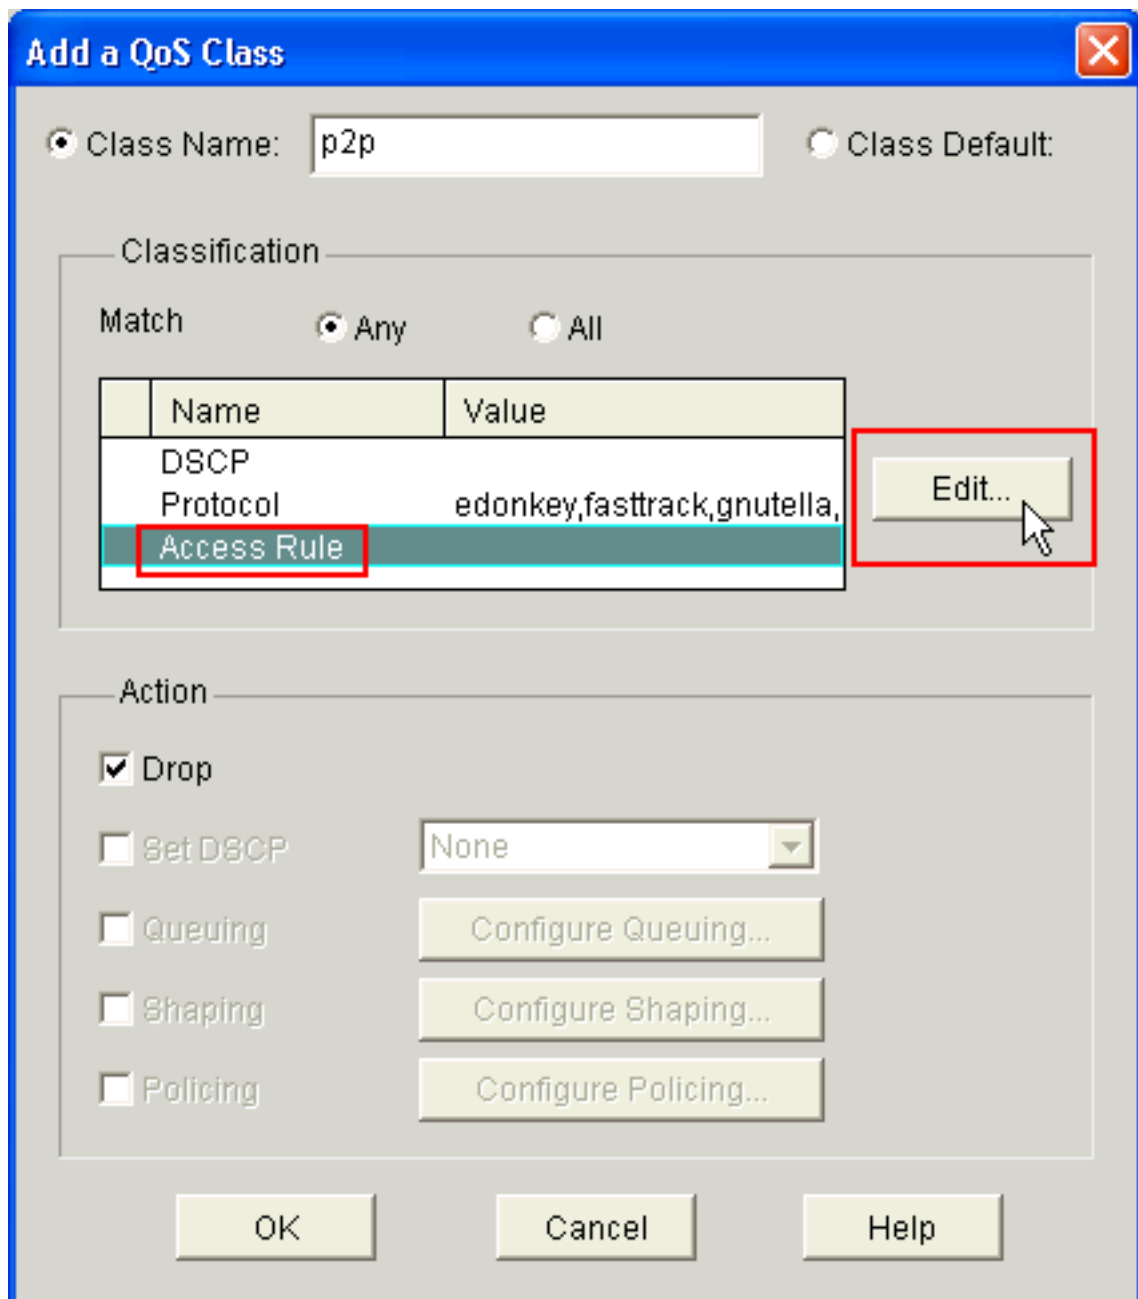 Add a QoS Class
Class Name: p2p Class Default:
Classification
Match Any All
Name Value
DSCP
Protocol edonkey,fasttrack,gnutella,
Access Rule
Edit...
Action
Drop
Set DSCP None
Queuing Configure Queuing...
Shaping Configure Shaping...
Policing Configure Policing...
OK Cancel Help